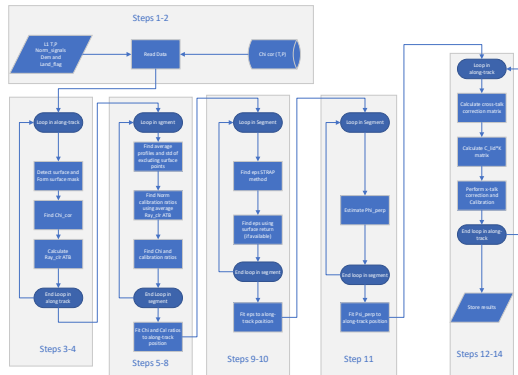 Steps 1-2
L1 T,P
Norm_signals
Dem and
Land_flag
Read Data
Chi cor (T,P)
Loop in along-track
Detect surface and
Form surface mask
Find Chi_cor
Calculate
Ray_clr ATB
End Loop in
along track
Steps 3-4
Loop in sgment
Find average
profiles and std of
excluding surface
points
Find Norm
calibration ratios
using average
Ray_clr ATB
Find Chi and
calibration ratios
End Loop in
segment
Fit Chi and Cal ratios to
along-track position
Steps 5-8
Loop in Segment
Find eps STRAP
method
Find eps using
surface return
(if available)
End loop in segment
Fit eps to along-track
position
Steps 9-10
Loop in Segment
Estimate Phi_perp
End loop in segment
Fit Psi_perp to
along-track position
Step 11
Loop in
along-track
Calculate cross-talk
correction matrix
Calculate C_lid*K
matrix
Perform x-talk
correction and
Calibration
End loop in along-
track
Store results
Steps 12-14